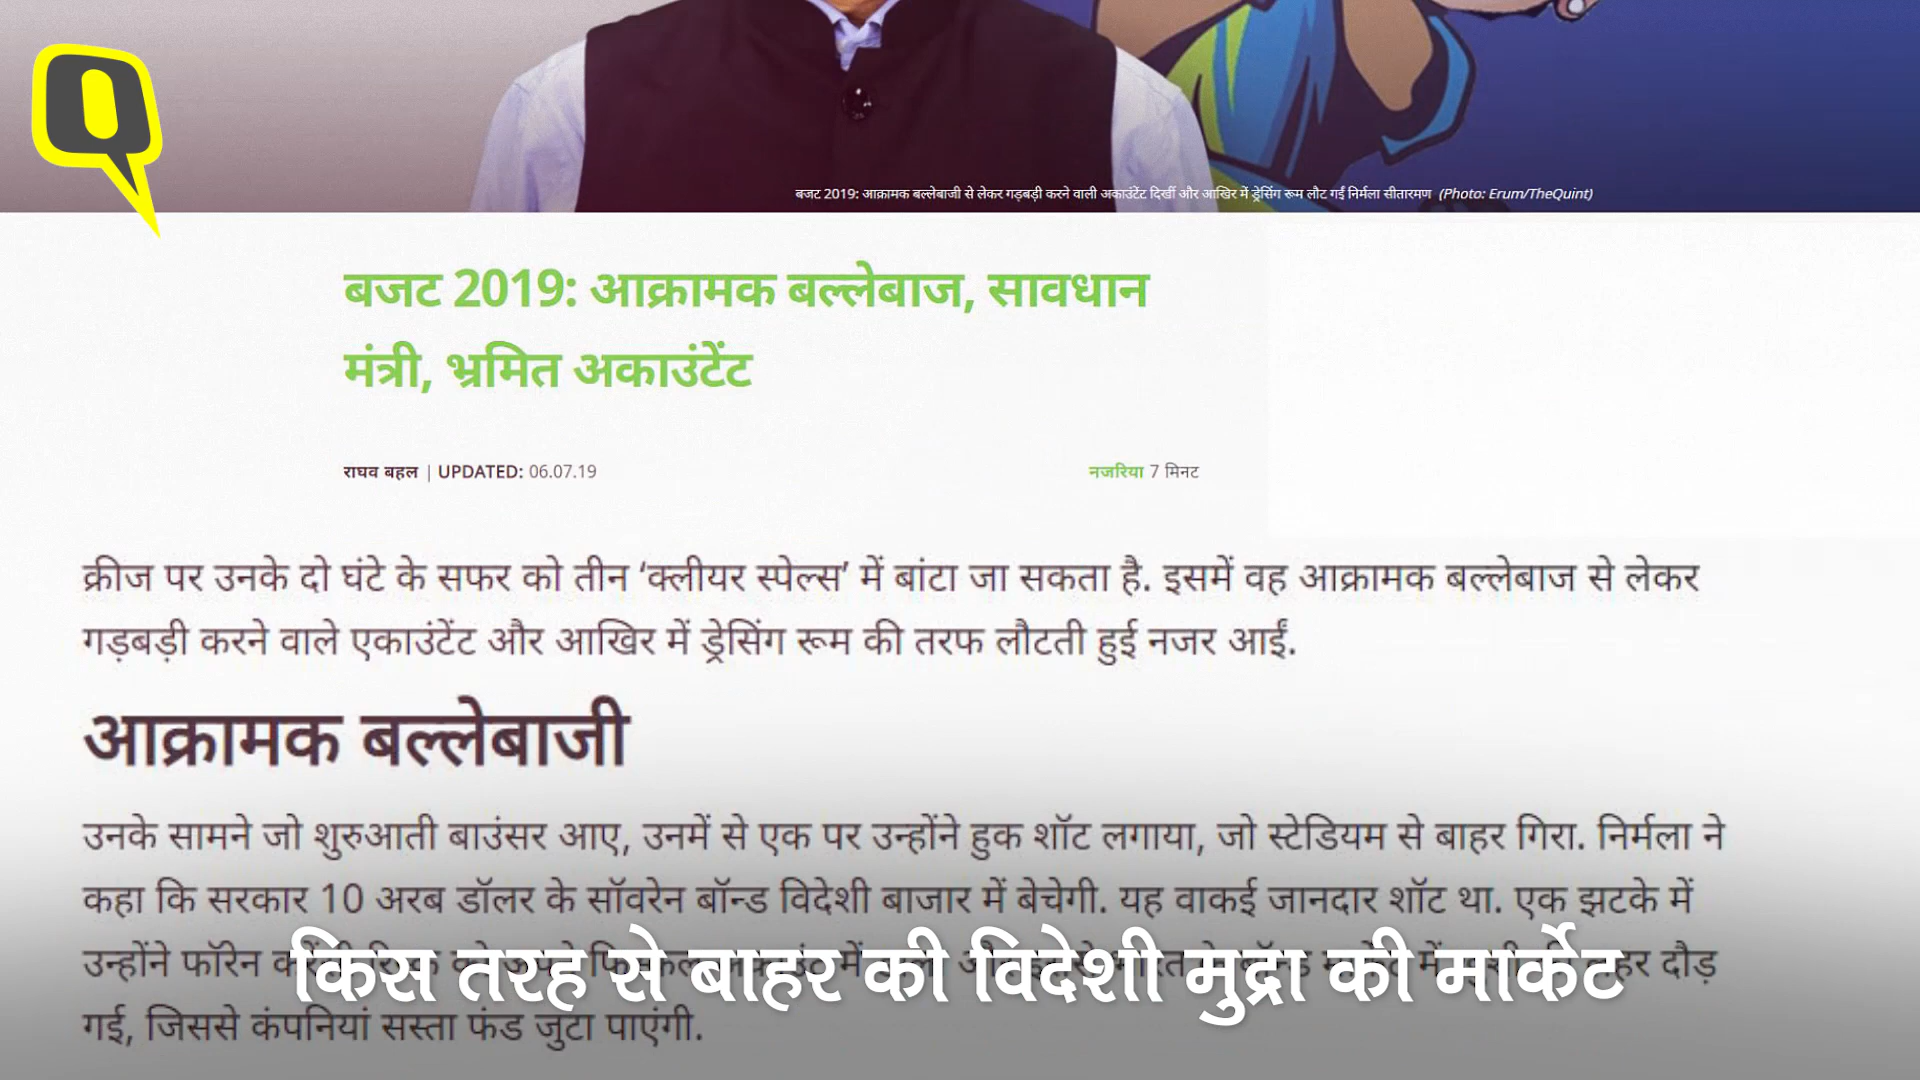 Q
बजट 2019: आक्रामक बल्लेबाजी से लेकर गड़बड़ी करने वाली अकाउंटेंट दिखीं और आखिर में ड्रेसिंग रूम लौट गईं निर्मला सीतारमण (Photo: Erum/TheQuint)
बजट 2019: आक्रामक बल्लेबाज, सावधान
मंत्री, भ्रमित अकाउंटेंट
राघव बहल | UPDATED: 06.07.19
नजरिया 7 मिनट
क्रीज पर उनके दो घंटे के सफर को तीन ‘क्लीयर स्पेल्स’ में बांटा जा सकता है. इसमें वह आक्रामक बल्लेबाज से लेकर
गड़बड़ी करने वाले एकाउंटेंट और आखिर में ड्रेसिंग रूम की तरफ लौटती हुई नजर आईं.
आक्रामक बल्लेबाजी
उनके सामने जो शुरुआती बाउंसर आए, उनमें से एक पर उन्होंने हुक शॉट लगाया, जो स्टेडियम से बाहर गिरा. निर्मला ने
कहा कि सरकार 10 अरब डॉलर के सॉवरेन बॉन्ड विदेशी बाजार में बेचेगी. यह वाकई जानदार शॉट था. एक झटके में
उन्होंने फॉरेन में दौड़
किस तरह से बाहर की विदेशी मुद्रा की मार्केट
गई, जिससे कंपनियां सस्ता फंड जुटा पाएंगी.